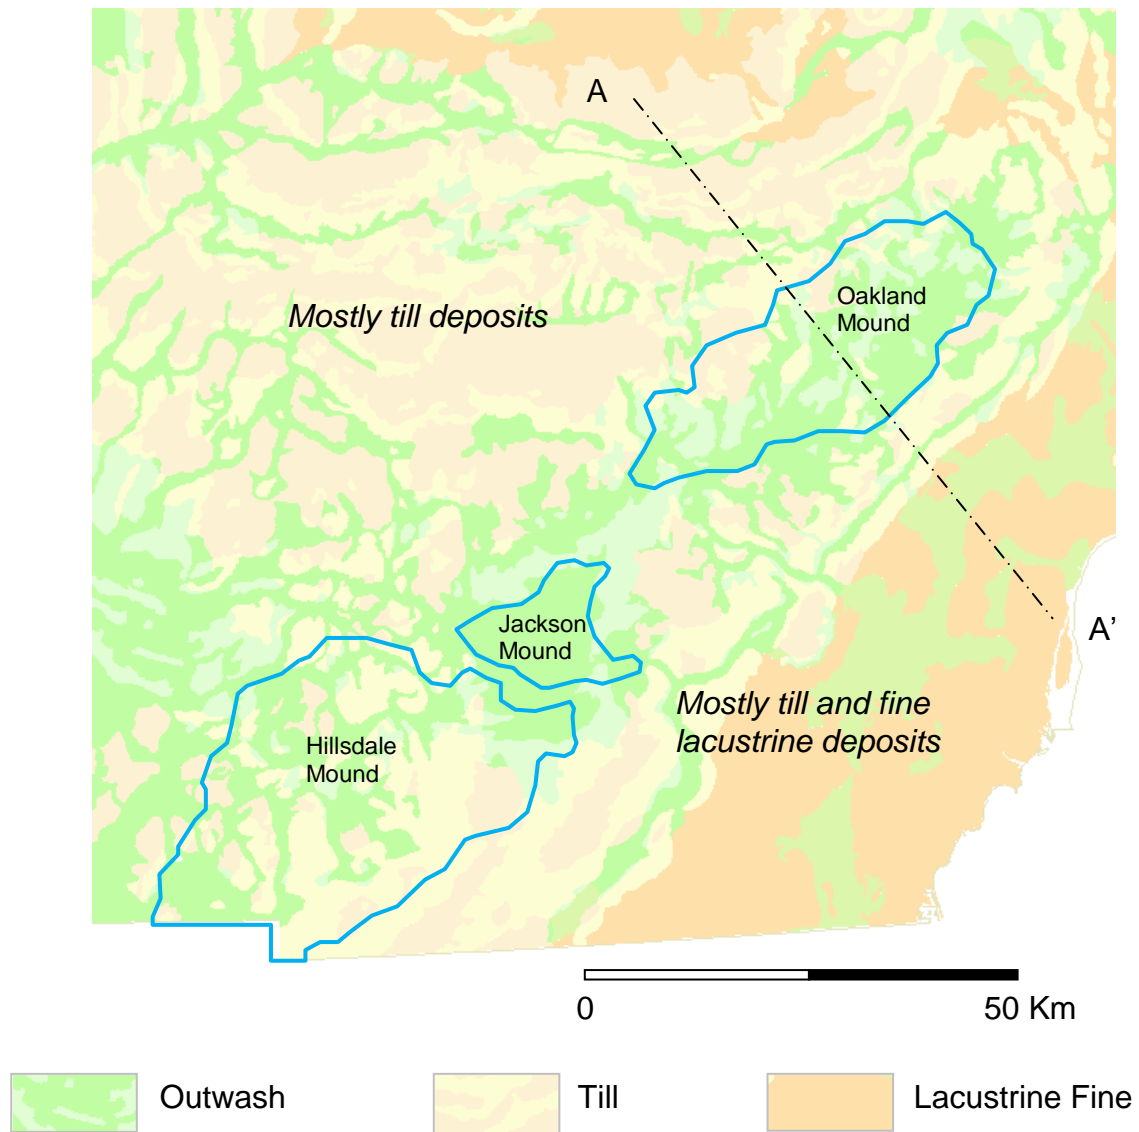 A
Oakland
Mound
Mostly till deposits
Jackson
Mound
A’
Mostly till and fine
lacustrine deposits
Hillsdale
Mound
0
50 Km
Outwash
Till
Lacustrine Fine